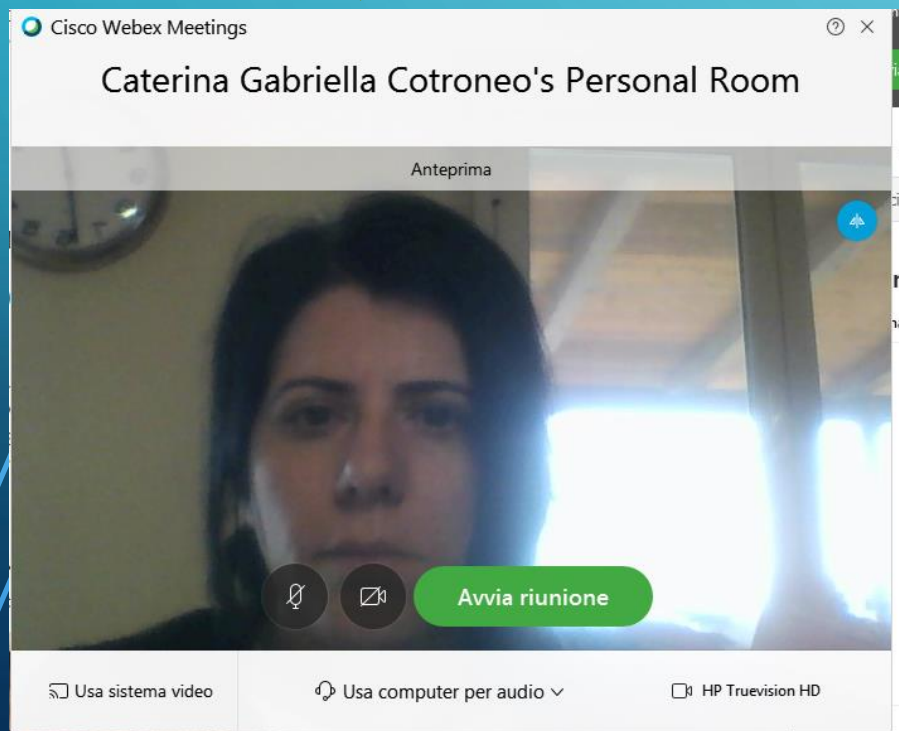 Cisco Webex Meetings
Caterina Gabriella Cotroneo's Personal Room
Anteprima
Avvia riunione
Usa sistema video
Usa computer per audio
HP Truevision HD